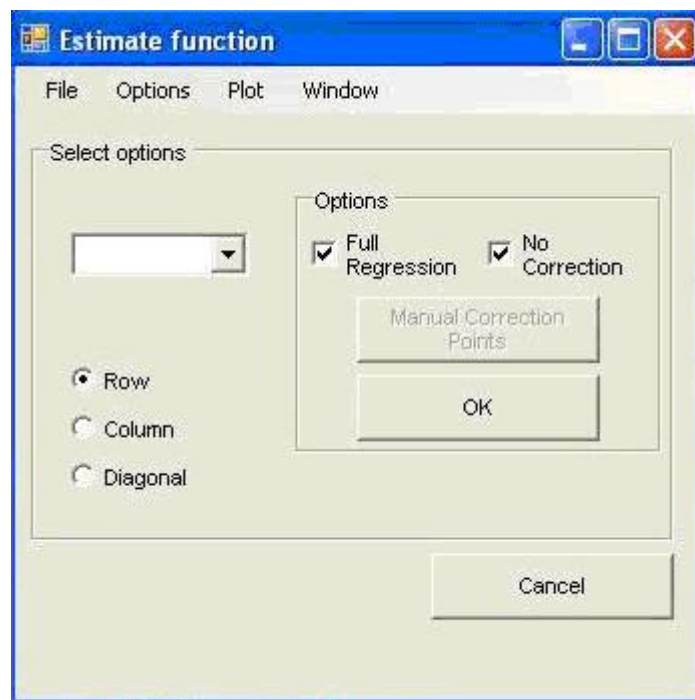 Estimate function
File Options Plot Window
Select options
Options
Full
Regression
No
Correction
Manual Correction
Points
OK
Row
Column
Diagonal
Cancel